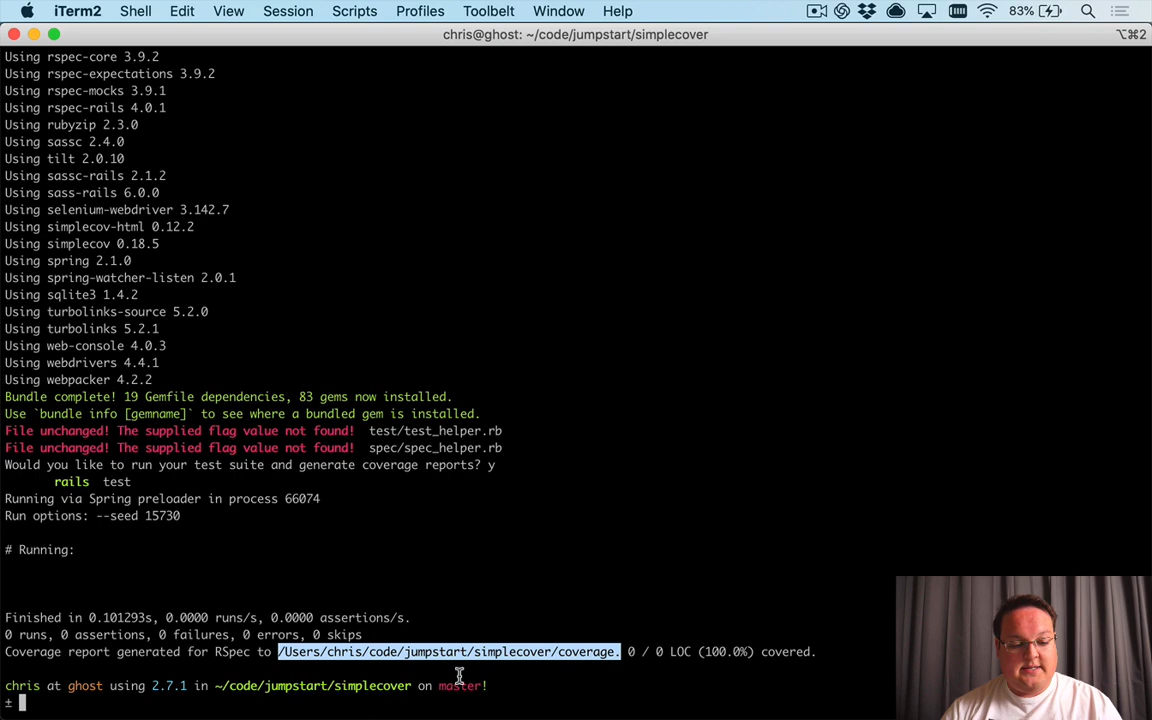 iTerm2 Shell Edit View Session Scripts Profiles Toolbelt Window Help 83%
chris@ghost: ~/code/jumpstart/simplecover ⌥⌘2
Using rspec-core 3.9.2
Using rspec-expectations 3.9.2
Using rspec-mocks 3.9.1
Using rspec-rails 4.0.1
Using rubyzip 2.3.0
Using sassc 2.4.0
Using tilt 2.0.10
Using sassc-rails 2.1.2
Using sass-rails 6.0.0
Using selenium-webdriver 3.142.7
Using simplecov-html 0.12.2
Using simplecov 0.18.5
Using spring 2.1.0
Using spring-watcher-listen 2.0.1
Using sqlite3 1.4.2
Using turbolinks-source 5.2.0
Using turbolinks 5.2.1
Using web-console 4.0.3
Using webdrivers 4.4.1
Using webpacker 4.2.2
Bundle complete! 19 Gemfile dependencies, 83 gems now installed.
Use `bundle info [gemname]` to see where a bundled gem is installed.
File unchanged! The supplied flag value not found! test/test_helper.rb
File unchanged! The supplied flag value not found! spec/spec_helper.rb
Would you like to run your test suite and generate coverage reports? y
rails test
Running via Spring preloader in process 66074
Run options: --seed 15730
# Running:
Finished in 0.101293s, 0.0000 runs/s, 0.0000 assertions/s.
0 runs, 0 assertions, 0 failures, 0 errors, 0 skips
Coverage report generated for RSpec to /Users/chris/code/jumpstart/simplecover/coverage. 0 / 0 LOC (100.0%) covered.
chris at ghost using 2.7.1 in ~/code/jumpstart/simplecover on master!
±